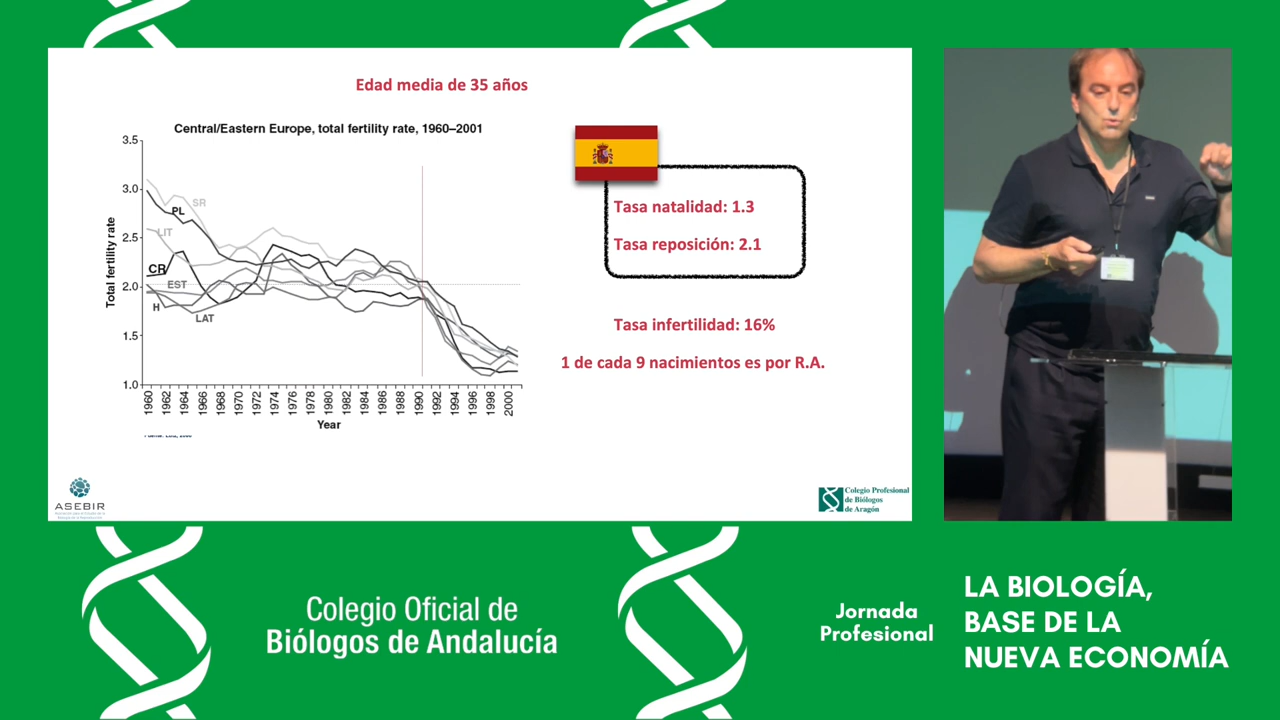 Edad media de 35 años
Central/Eastern Europe, total fertility rate, 1960–2001
Total fertility rate
3.5
3.0
2.5
2.0
1.5
1.0
SR
PL
LIT
CR
EST
H
LAT
1960
1962
1964
1966
1968
1970
1972
1974
1976
1978
1980
1982
1984
1986
1988
1990
1992
1994
1996
1998
2000
Year
Tasa natalidad: 1.3
Tasa reposición: 2.1
Tasa infertilidad: 16%
1 de cada 9 nacimientos es por R.A.
ASEBIR
Colegio Profesional
de Biólogos
de Aragón
Colegio Oficial de
Biólogos de Andalucía
Jornada
Profesional
LA BIOLOGÍA,
BASE DE LA
NUEVA ECONOMÍA